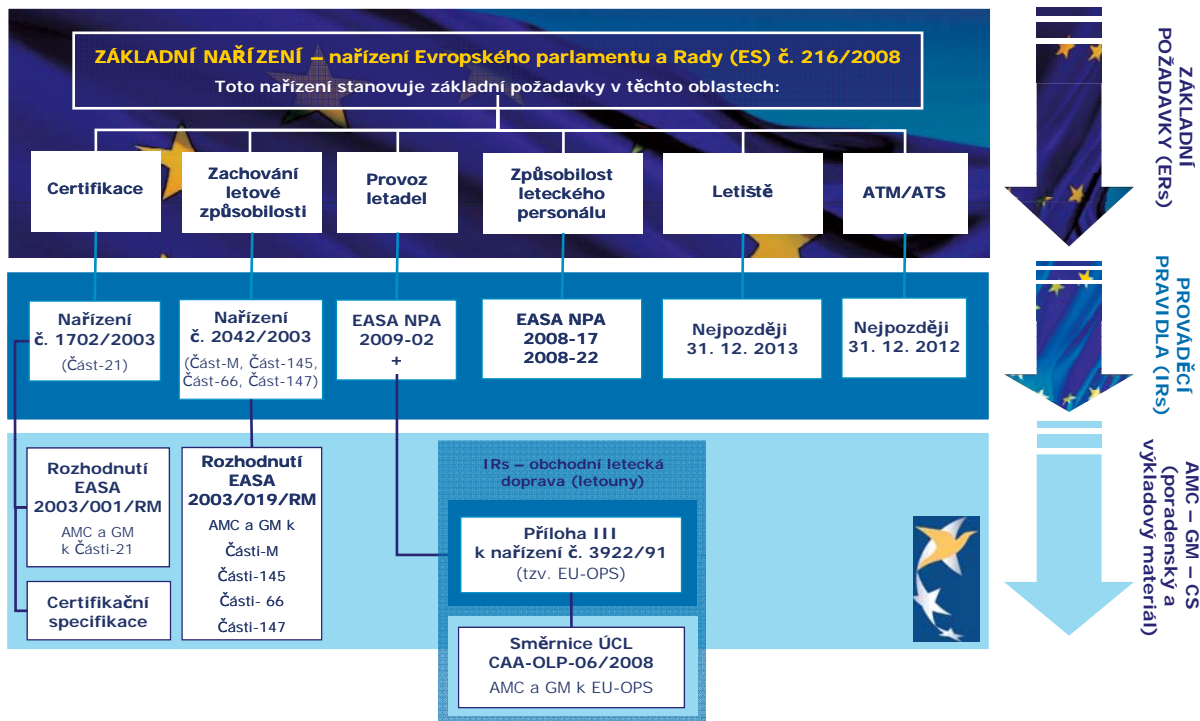 ZÁKLADNÍ NAŘÍZENÍ – nařízení Evropského parlamentu a Rady (ES) č. 216/2008
Toto nařízení stanovuje základní požadavky v těchto oblastech:
Certifikace
Zachování
letové
způsobilosti
Provoz
letadel
Způsobilost
leteckého
personálu
Letiště
ATM/ATS
ZÁKLADNÍ
POŽADAVKY (ERs)
Nařízení
č. 1702/2003
(Část-21)
Nařízení
č. 2042/2003
(Část-M, Část-145,
Část-66, Část-147)
EASA NPA
2009-02
+
EASA NPA
2008-17
2008-22
Nejpozději
31. 12. 2013
Nejpozději
31. 12. 2012
PROVÁDĚCÍ
PRAVIDLA (IRs)
Rozhodnutí
EASA
2003/001/RM
AMC a GM
k Části-21
Certifikační
specifikace
Rozhodnutí
EASA
2003/019/RM
AMC a GM k
Části-M
Části-145
Části- 66
Části-147
IRs – obchodní letecká
doprava (letouny)
Příloha III
k nařízení č. 3922/91
(tzv. EU-OPS)
Směrnice ÚCL
CAA-OLP-06/2008
AMC a GM k EU-OPS
AMC – GM – CS
(poradenský a
výkladový materiál)